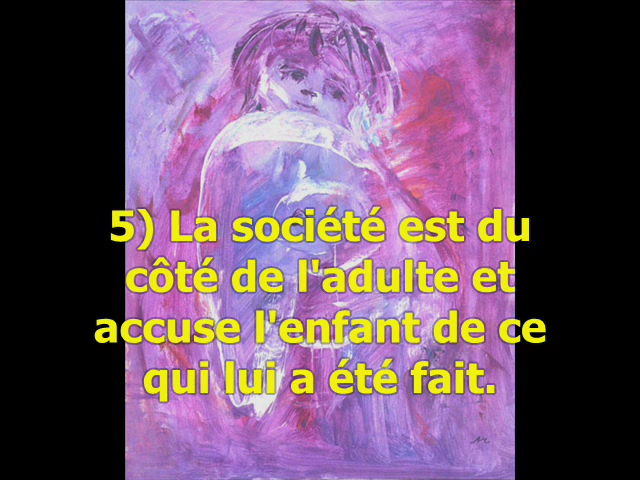 5) La société est du
côté de l'adulte et
accuse l'enfant de ce
qui lui a été fait.